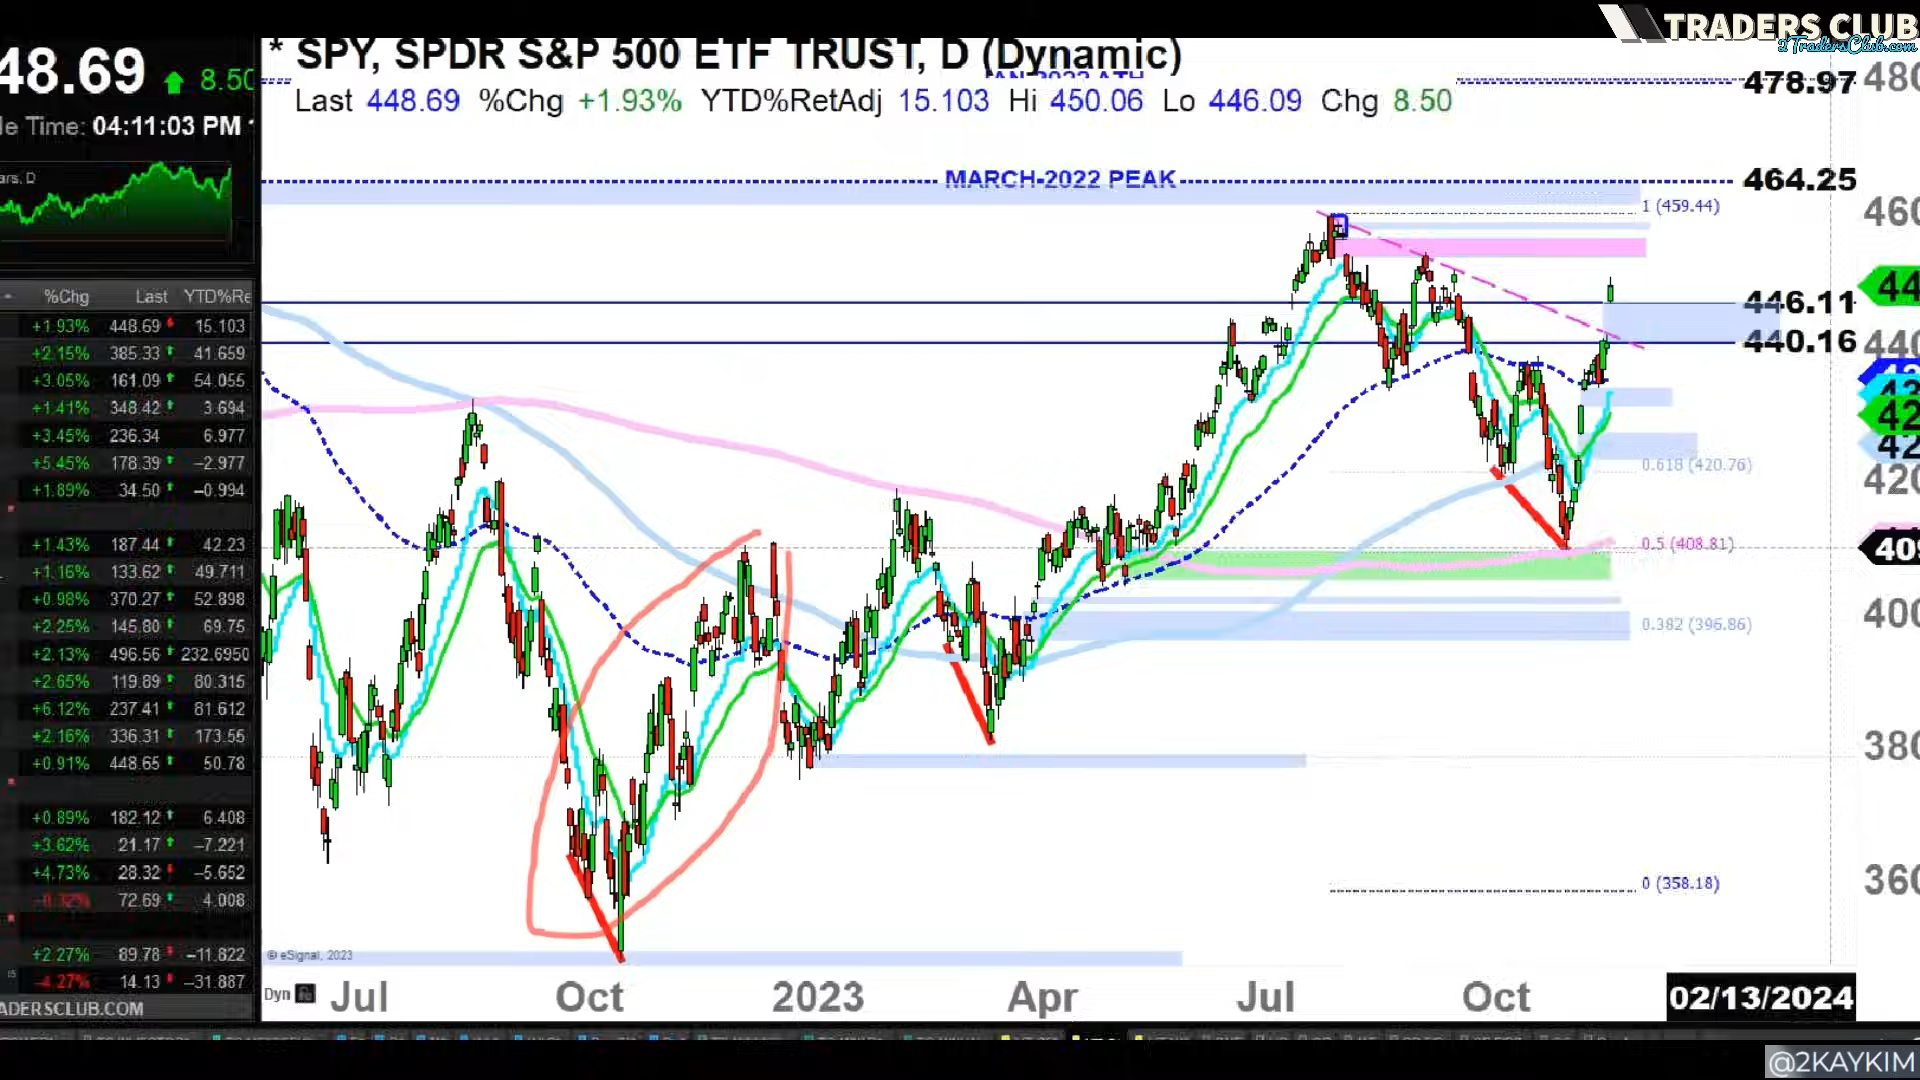 TRADERS CLUB
2TradersClub.com
48.69
8.50
Time: 04:11:03 PM
* SPY, SPDR S&P 500 ETF TRUST, D (Dynamic)
Last 448.69 %Chg +1.93% YTD%RetAdj 15.103 Hi 450.06 Lo 446.09 Chg 8.50
478.97
MARCH-2022 PEAK
464.25
1 (459.44)
446.11
440.16
0.618 (420.76)
0.5 (408.81)
0.382 (396.86)
0 (358.18)
480
460
440
420
400
380
360
%Chg Last YTD%Re
+1.93% 448.69 15.103
+2.15% 385.33 41.659
+3.05% 161.09 54.055
+1.41% 348.42 3.694
+3.45% 236.34 6.977
+5.45% 178.39 -2.977
+1.89% 34.50 -0.994
+1.43% 187.44 42.23
+1.16% 133.62 49.711
+0.98% 370.27 52.898
+2.25% 145.80 69.75
+2.13% 496.56 232.6950
+2.65% 119.89 80.315
+6.12% 237.41 81.612
+2.16% 336.31 173.55
+0.91% 448.65 50.78
+0.89% 182.12 6.408
+3.62% 21.17 -7.221
+4.73% 28.32 -5.652
-0.32% 72.69 4.008
+2.27% 89.78 -11.822
-4.27% 14.13 -31.887
ADERSCLUB.COM
© eSignal, 2023
Dyn Jul Oct 2023 Apr Jul Oct 02/13/2024
@2KAYKIM